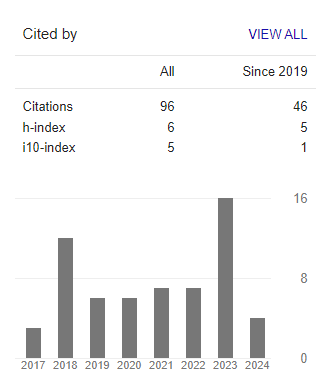 Cited by VIEW ALL
All Since 2019
Citations 96 46
h-index 6 5
i10-index 5 1
16
8
0
2017 2018 2019 2020 2021 2022 2023 2024